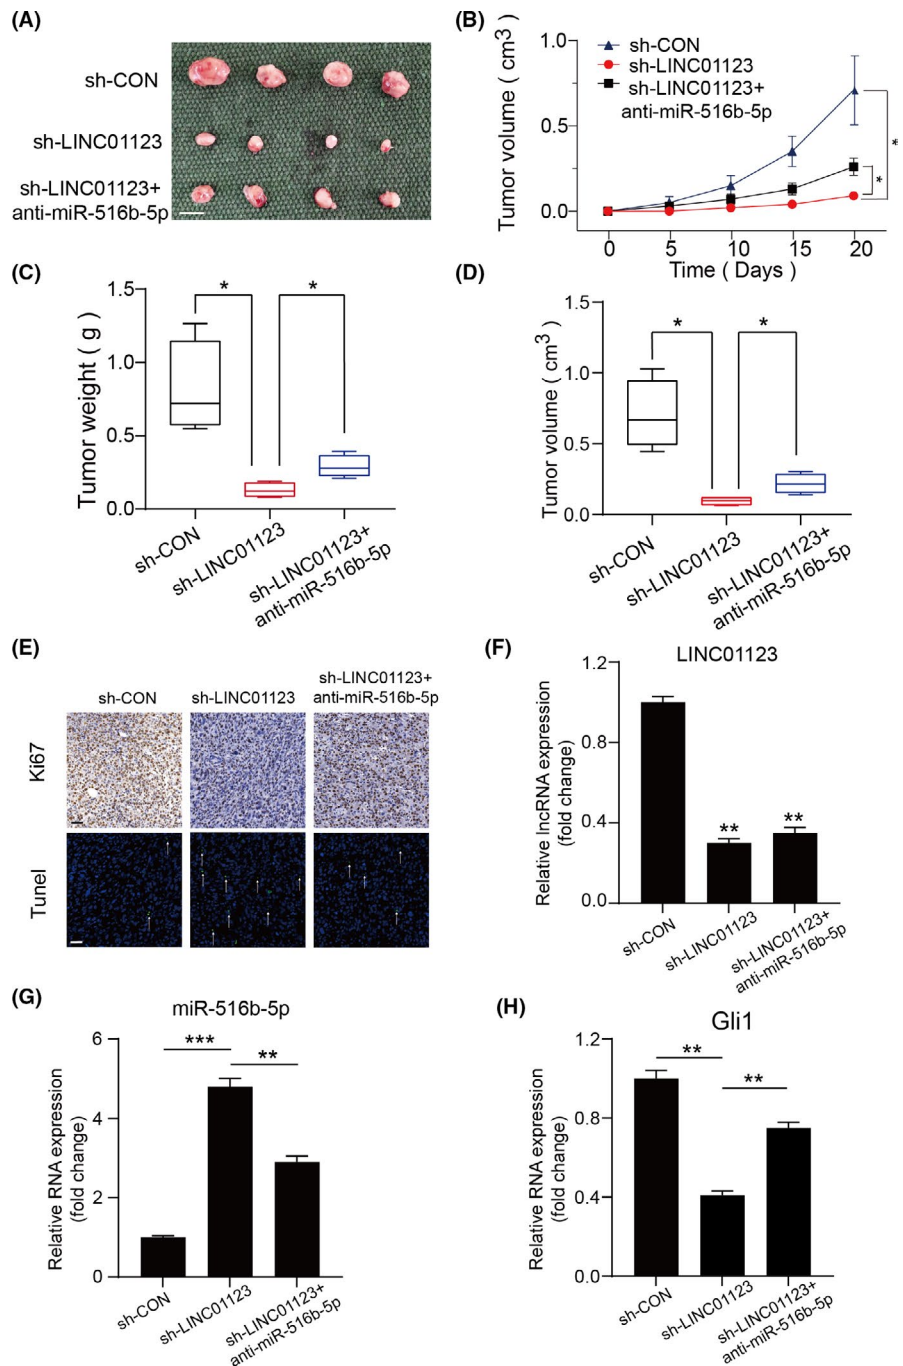 (A)
sh-CON
sh-LINC01123
sh-LINC01123+
anti-miR-516b-5p
(B)
Tumor volume ( cm3 )
1.0
0.5
0.0
sh-CON
sh-LINC01123
sh-LINC01123+
anti-miR-516b-5p
*
*
0 5 10 15 20
Time ( Days )
(C)
Tumor weight ( g )
1.5
1.0
0.5
0.0
* *
sh-CON
sh-LINC01123
sh-LINC01123+
anti-miR-516b-5p
(D)
Tumor volume ( cm3 )
1.5
1.0
0.5
0.0
* *
sh-CON
sh-LINC01123
sh-LINC01123+
anti-miR-516b-5p
(E)
sh-CON
sh-LINC01123
sh-LINC01123+
anti-miR-516b-5p
Ki67
Tunel
(F)
LINC01123
Relative lncRNA expression
(fold change)
1.2
0.8
0.4
0.0
** **
sh-CON
sh-LINC01123
sh-LINC01123+
anti-miR-516b-5p
(G)
miR-516b-5p
Relative RNA expression
(fold change)
6
4
2
0
*** **
sh-CON
sh-LINC01123
sh-LINC01123+
anti-miR-516b-5p
(H)
Gli1
Relative RNA expression
(fold change)
1.2
0.8
0.4
0.0
** **
sh-CON
sh-LINC01123
sh-LINC01123+
anti-miR-516b-5p